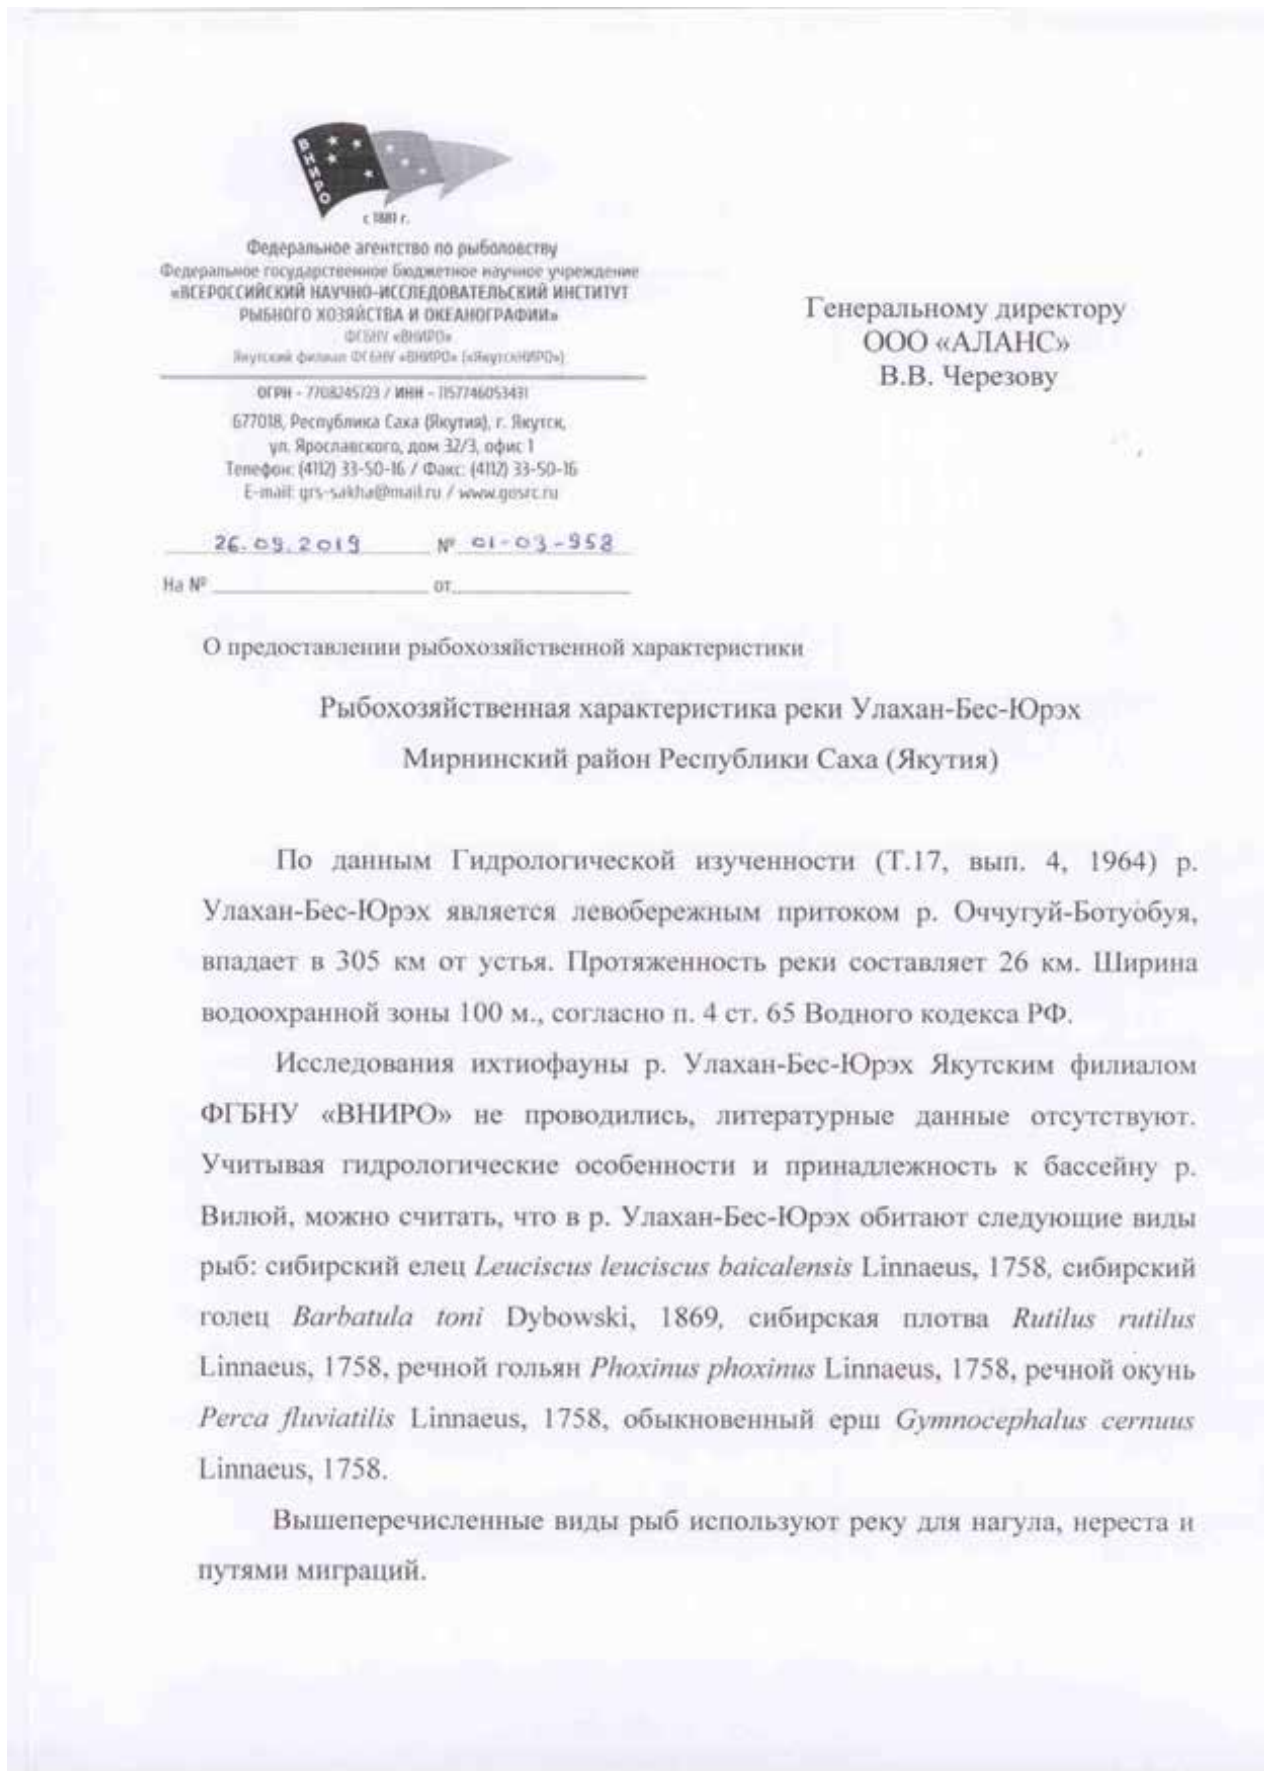 ВНИРО
с 1881 г.
Федеральное агентство по рыболовству
Федеральное государственное бюджетное научное учреждение
«ВСЕРОССИЙСКИЙ НАУЧНО-ИССЛЕДОВАТЕЛЬСКИЙ ИНСТИТУТ
РЫБНОГО ХОЗЯЙСТВА И ОКЕАНОГРАФИИ»
ФГБНУ «ВНИРО»
Якутский филиал ФГБНУ «ВНИРО» («ЯкутскНИРО»)
ОГРН - 7708245723 / ИНН - 1157746053431
677018, Республика Саха (Якутия), г. Якутск,
ул. Ярославского, дом 32/3, офис 1
Телефон: (4112) 33-50-16 / Факс: (4112) 33-50-16
E-mail: grs-sakha@mail.ru / www.gosrc.ru
26.09.2019 № 01-03-958
На № от
Генеральному директору
ООО «АЛАНС»
В.В. Черезову
О предоставлении рыбохозяйственной характеристики
Рыбохозяйственная характеристика реки Улахан-Бес-Юрэх
Мирнинский район Республики Саха (Якутия)
По данным Гидрологической изученности (Т.17, вып. 4, 1964) р.
Улахан-Бес-Юрэх является левобережным притоком р. Оччугуй-Ботуобуя,
впадает в 305 км от устья. Протяженность реки составляет 26 км. Ширина
водоохранной зоны 100 м., согласно п. 4 ст. 65 Водного кодекса РФ.
Исследования ихтиофауны р. Улахан-Бес-Юрэх Якутским филиалом
ФГБНУ «ВНИРО» не проводились, литературные данные отсутствуют.
Учитывая гидрологические особенности и принадлежность к бассейну р.
Вилюй, можно считать, что в р. Улахан-Бес-Юрэх обитают следующие виды
рыб: сибирский елец Leuciscus leuciscus baicalensis Linnaeus, 1758, сибирский
голец Barbatula toni Dybowski, 1869, сибирская плотва Rutilus rutilus
Linnaeus, 1758, речной гольян Phoxinus phoxinus Linnaeus, 1758, речной окунь
Perca fluviatilis Linnaeus, 1758, обыкновенный ерш Gymnocephalus cernuus
Linnaeus, 1758.
Вышеперечисленные виды рыб используют реку для нагула, нереста и
путями миграций.